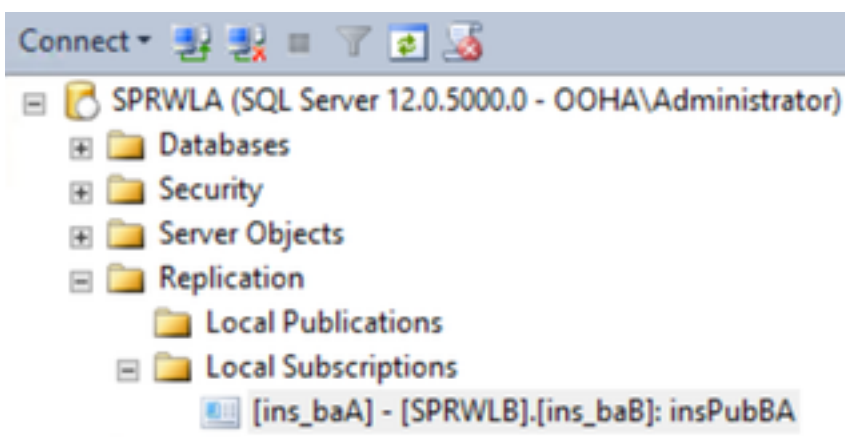 Connect
SPRWLA (SQL Server 12.0.5000.0 - OOHA\Administrator)
Databases
Security
Server Objects
Replication
Local Publications
Local Subscriptions
[ins_baA] - [SPRWLB].[ins_baB]: insPubBA